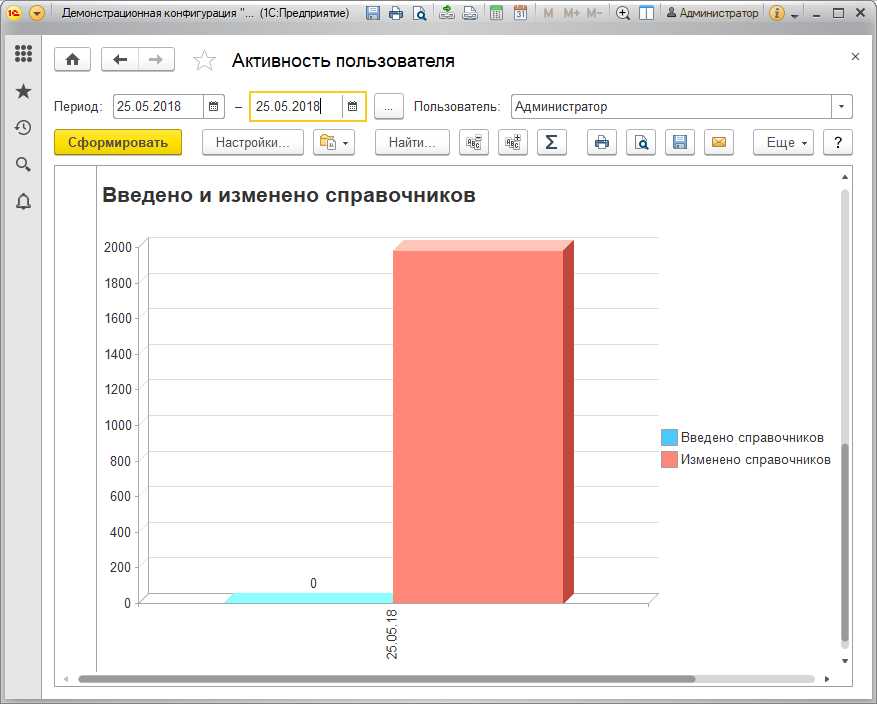 Демонстрационная конфигурация "... (1С:Предприятие) M M+ M- Администратор
Активность пользователя
Период: 25.05.2018 – 25.05.2018 ... Пользователь: Администратор
Сформировать Настройки... Найти... Σ Еще ?
Введено и изменено справочников
2000
1800
1600
1400
1200
1000
800
600
400
200
0
0
25.05.18
Введено справочников
Изменено справочников